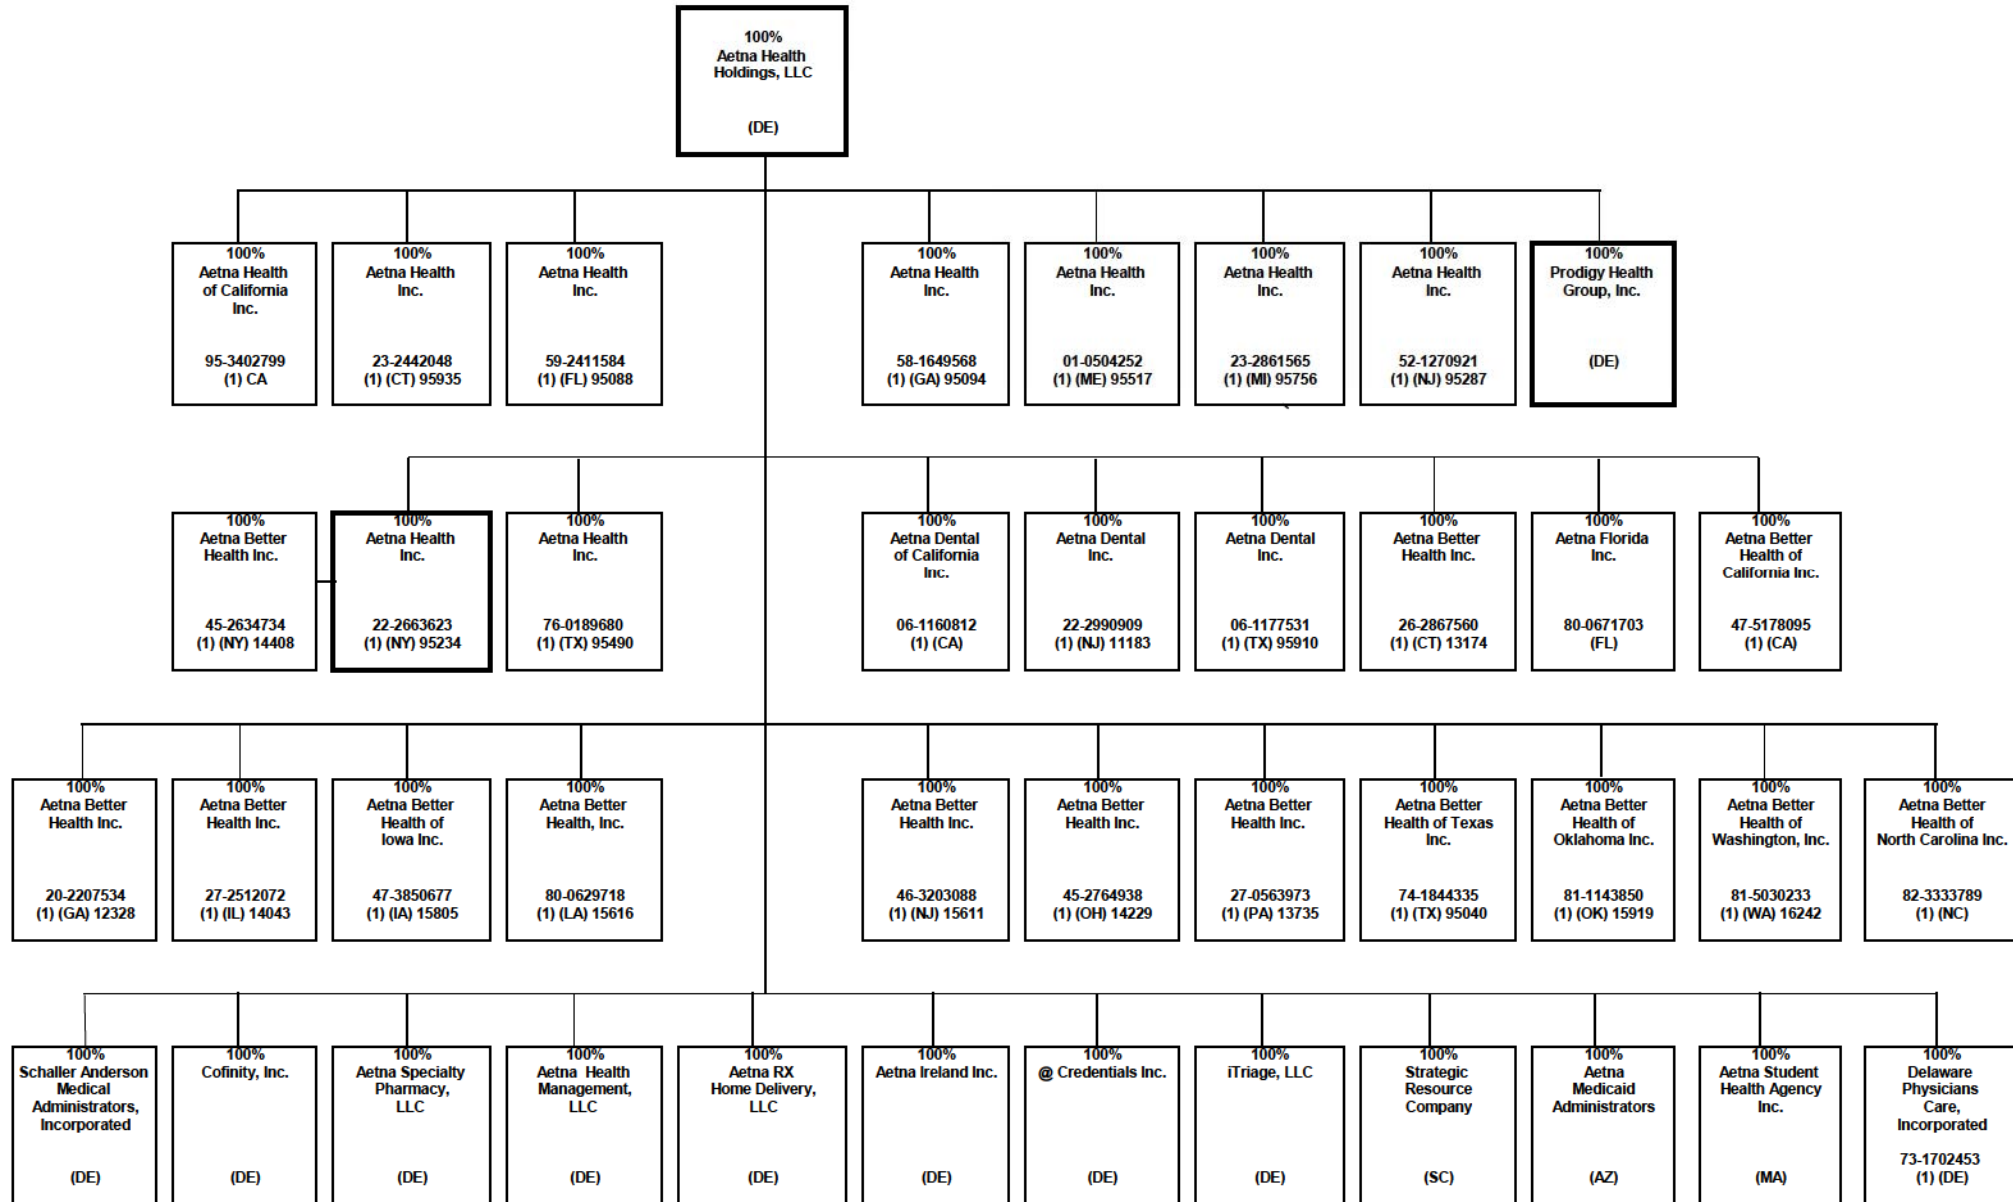 100%
Aetna Health
Holdings, LLC
(DE)
100%
Aetna Health
of California
Inc.
95-3402799
(1) CA
100%
Aetna Health
Inc.
23-2442048
(1) (CT) 95935
100%
Aetna Health
Inc.
59-2411584
(1) (FL) 95088
100%
Aetna Health
Inc.
58-1649568
(1) (GA) 95094
100%
Aetna Health
Inc.
01-0504252
(1) (ME) 95517
100%
Aetna Health
Inc.
23-2861565
(1) (MI) 95756
100%
Aetna Health
Inc.
52-1270921
(1) (NJ) 95287
100%
Prodigy Health
Group, Inc.
(DE)
100%
Aetna Better
Health Inc.
45-2634734
(1) (NY) 14408
100%
Aetna Health
Inc.
22-2663623
(1) (NY) 95234
100%
Aetna Health
Inc.
76-0189680
(1) (TX) 95490
100%
Aetna Dental
of California
Inc.
06-1160812
(1) (CA)
100%
Aetna Dental
Inc.
22-2990909
(1) (NJ) 11183
100%
Aetna Dental
Inc.
06-1177531
(1) (TX) 95910
100%
Aetna Better
Health Inc.
26-2867560
(1) (CT) 13174
100%
Aetna Florida
Inc.
80-0671703
(FL)
100%
Aetna Better
Health of
California Inc.
47-5178095
(1) (CA)
100%
Aetna Better
Health Inc.
20-2207534
(1) (GA) 12328
100%
Aetna Better
Health Inc.
27-2512072
(1) (IL) 14043
100%
Aetna Better
Health of
Iowa Inc.
47-3850677
(1) (IA) 15805
100%
Aetna Better
Health, Inc.
80-0629718
(1) (LA) 15616
100%
Aetna Better
Health Inc.
46-3203088
(1) (NJ) 15611
100%
Aetna Better
Health Inc.
45-2764938
(1) (OH) 14229
100%
Aetna Better
Health Inc.
27-0563973
(1) (PA) 13735
100%
Aetna Better
Health of Texas
Inc.
74-1844335
(1) (TX) 95040
100%
Aetna Better
Health of
Oklahoma Inc.
81-1143850
(1) (OK) 15919
100%
Aetna Better
Health of
Washington, Inc.
81-5030233
(1) (WA) 16242
100%
Aetna Better
Health of
North Carolina Inc.
82-3333789
(1) (NC)
100%
Schaller Anderson
Medical
Administrators,
Incorporated
(DE)
100%
Cofinity, Inc.
(DE)
100%
Aetna Specialty
Pharmacy,
LLC
(DE)
100%
Aetna Health
Management,
LLC
(DE)
100%
Aetna RX
Home Delivery,
LLC
(DE)
100%
Aetna Ireland Inc.
(DE)
100%
@ Credentials Inc.
(DE)
100%
iTriage, LLC
(DE)
100%
Strategic
Resource
Company
(SC)
100%
Aetna
Medicaid
Administrators
(AZ)
100%
Aetna Student
Health Agency
Inc.
(MA)
100%
Delaware
Physicians
Care,
Incorporated
73-1702453
(1) (DE)